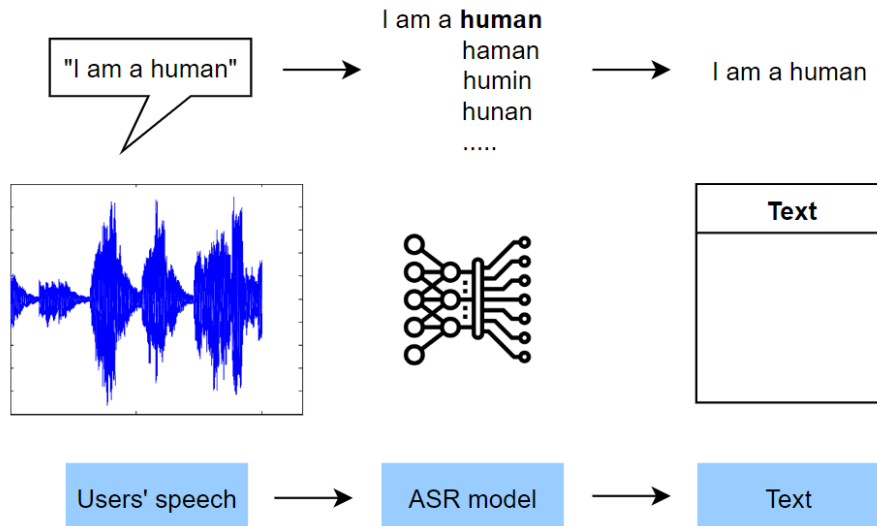 "I am a human"
I am a human
haman
humin
hunan
.....
I am a human
Text
Users' speech
ASR model
Text